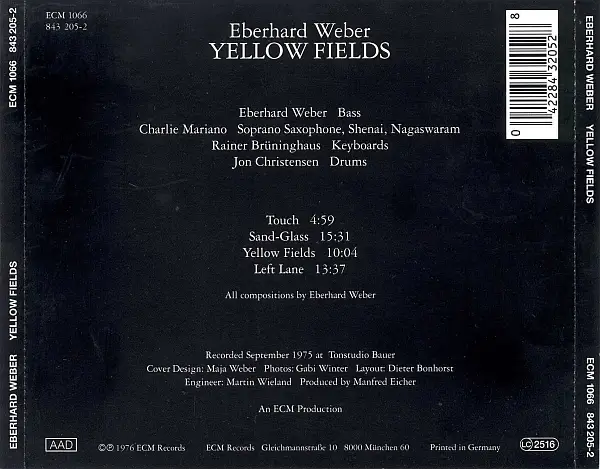 ECM 1066
843 205-2
Eberhard Weber
YELLOW FIELDS
8
42284 32052
0
Eberhard Weber Bass
Charlie Mariano Soprano Saxophone, Shenai, Nagaswaram
Rainer Brüninghaus Keyboards
Jon Christensen Drums
Touch 4:59
Sand-Glass 15:31
Yellow Fields 10:04
Left Lane 13:37
All compositions by Eberhard Weber
Recorded September 1975 at Tonstudio Bauer
Cover Design: Maja Weber Photos: Gabi Winter Layout: Dieter Bonhorst
Engineer: Martin Wieland Produced by Manfred Eicher
An ECM Production
AAD
©℗ 1976 ECM Records ECM Records Gleichmannstraße 10 8000 München 60 Printed in Germany
LC 2516
EBERHARD WEBER YELLOW FIELDS ECM 1066 843 205-2
EBERHARD WEBER YELLOW FIELDS ECM 1066 843 205-2